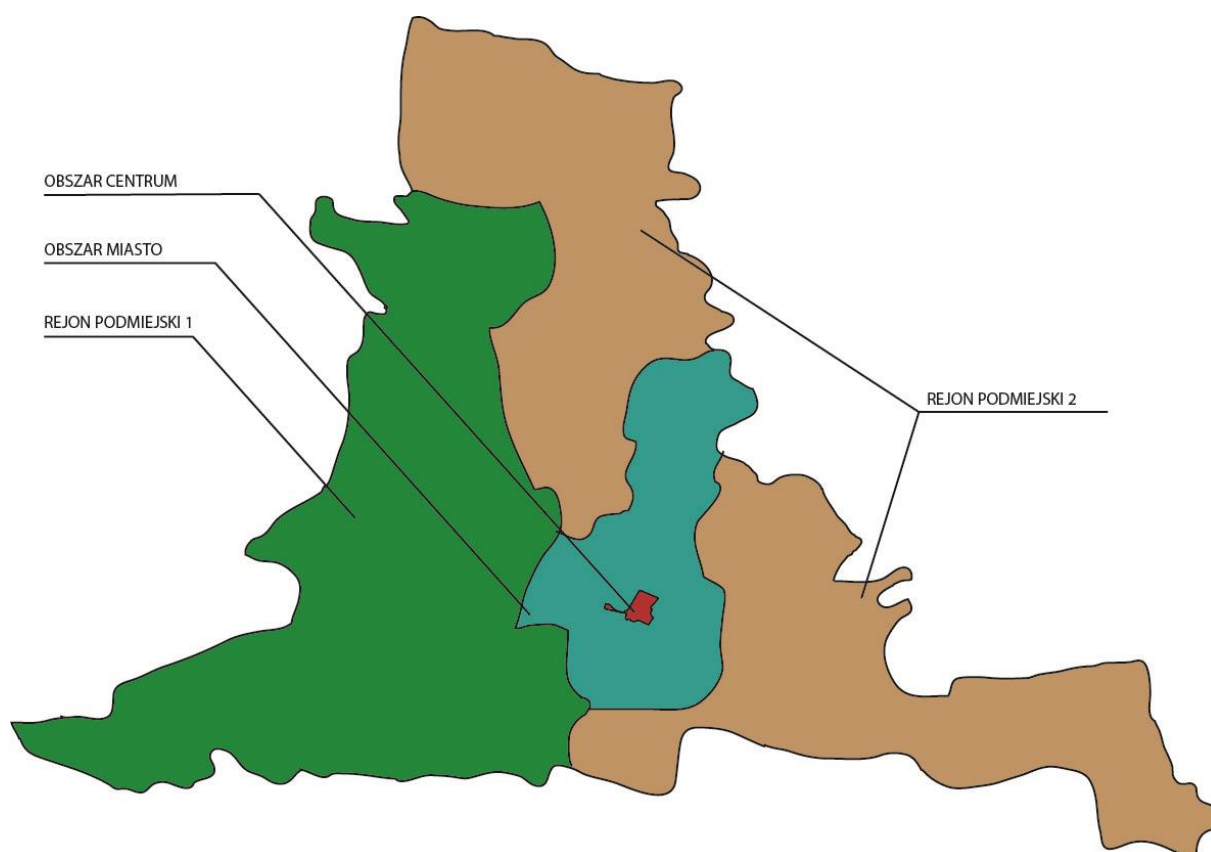 OBSZAR CENTRUM
OBSZAR MIASTO
REJON PODMIEJSKI 1
REJON PODMIEJSKI 2